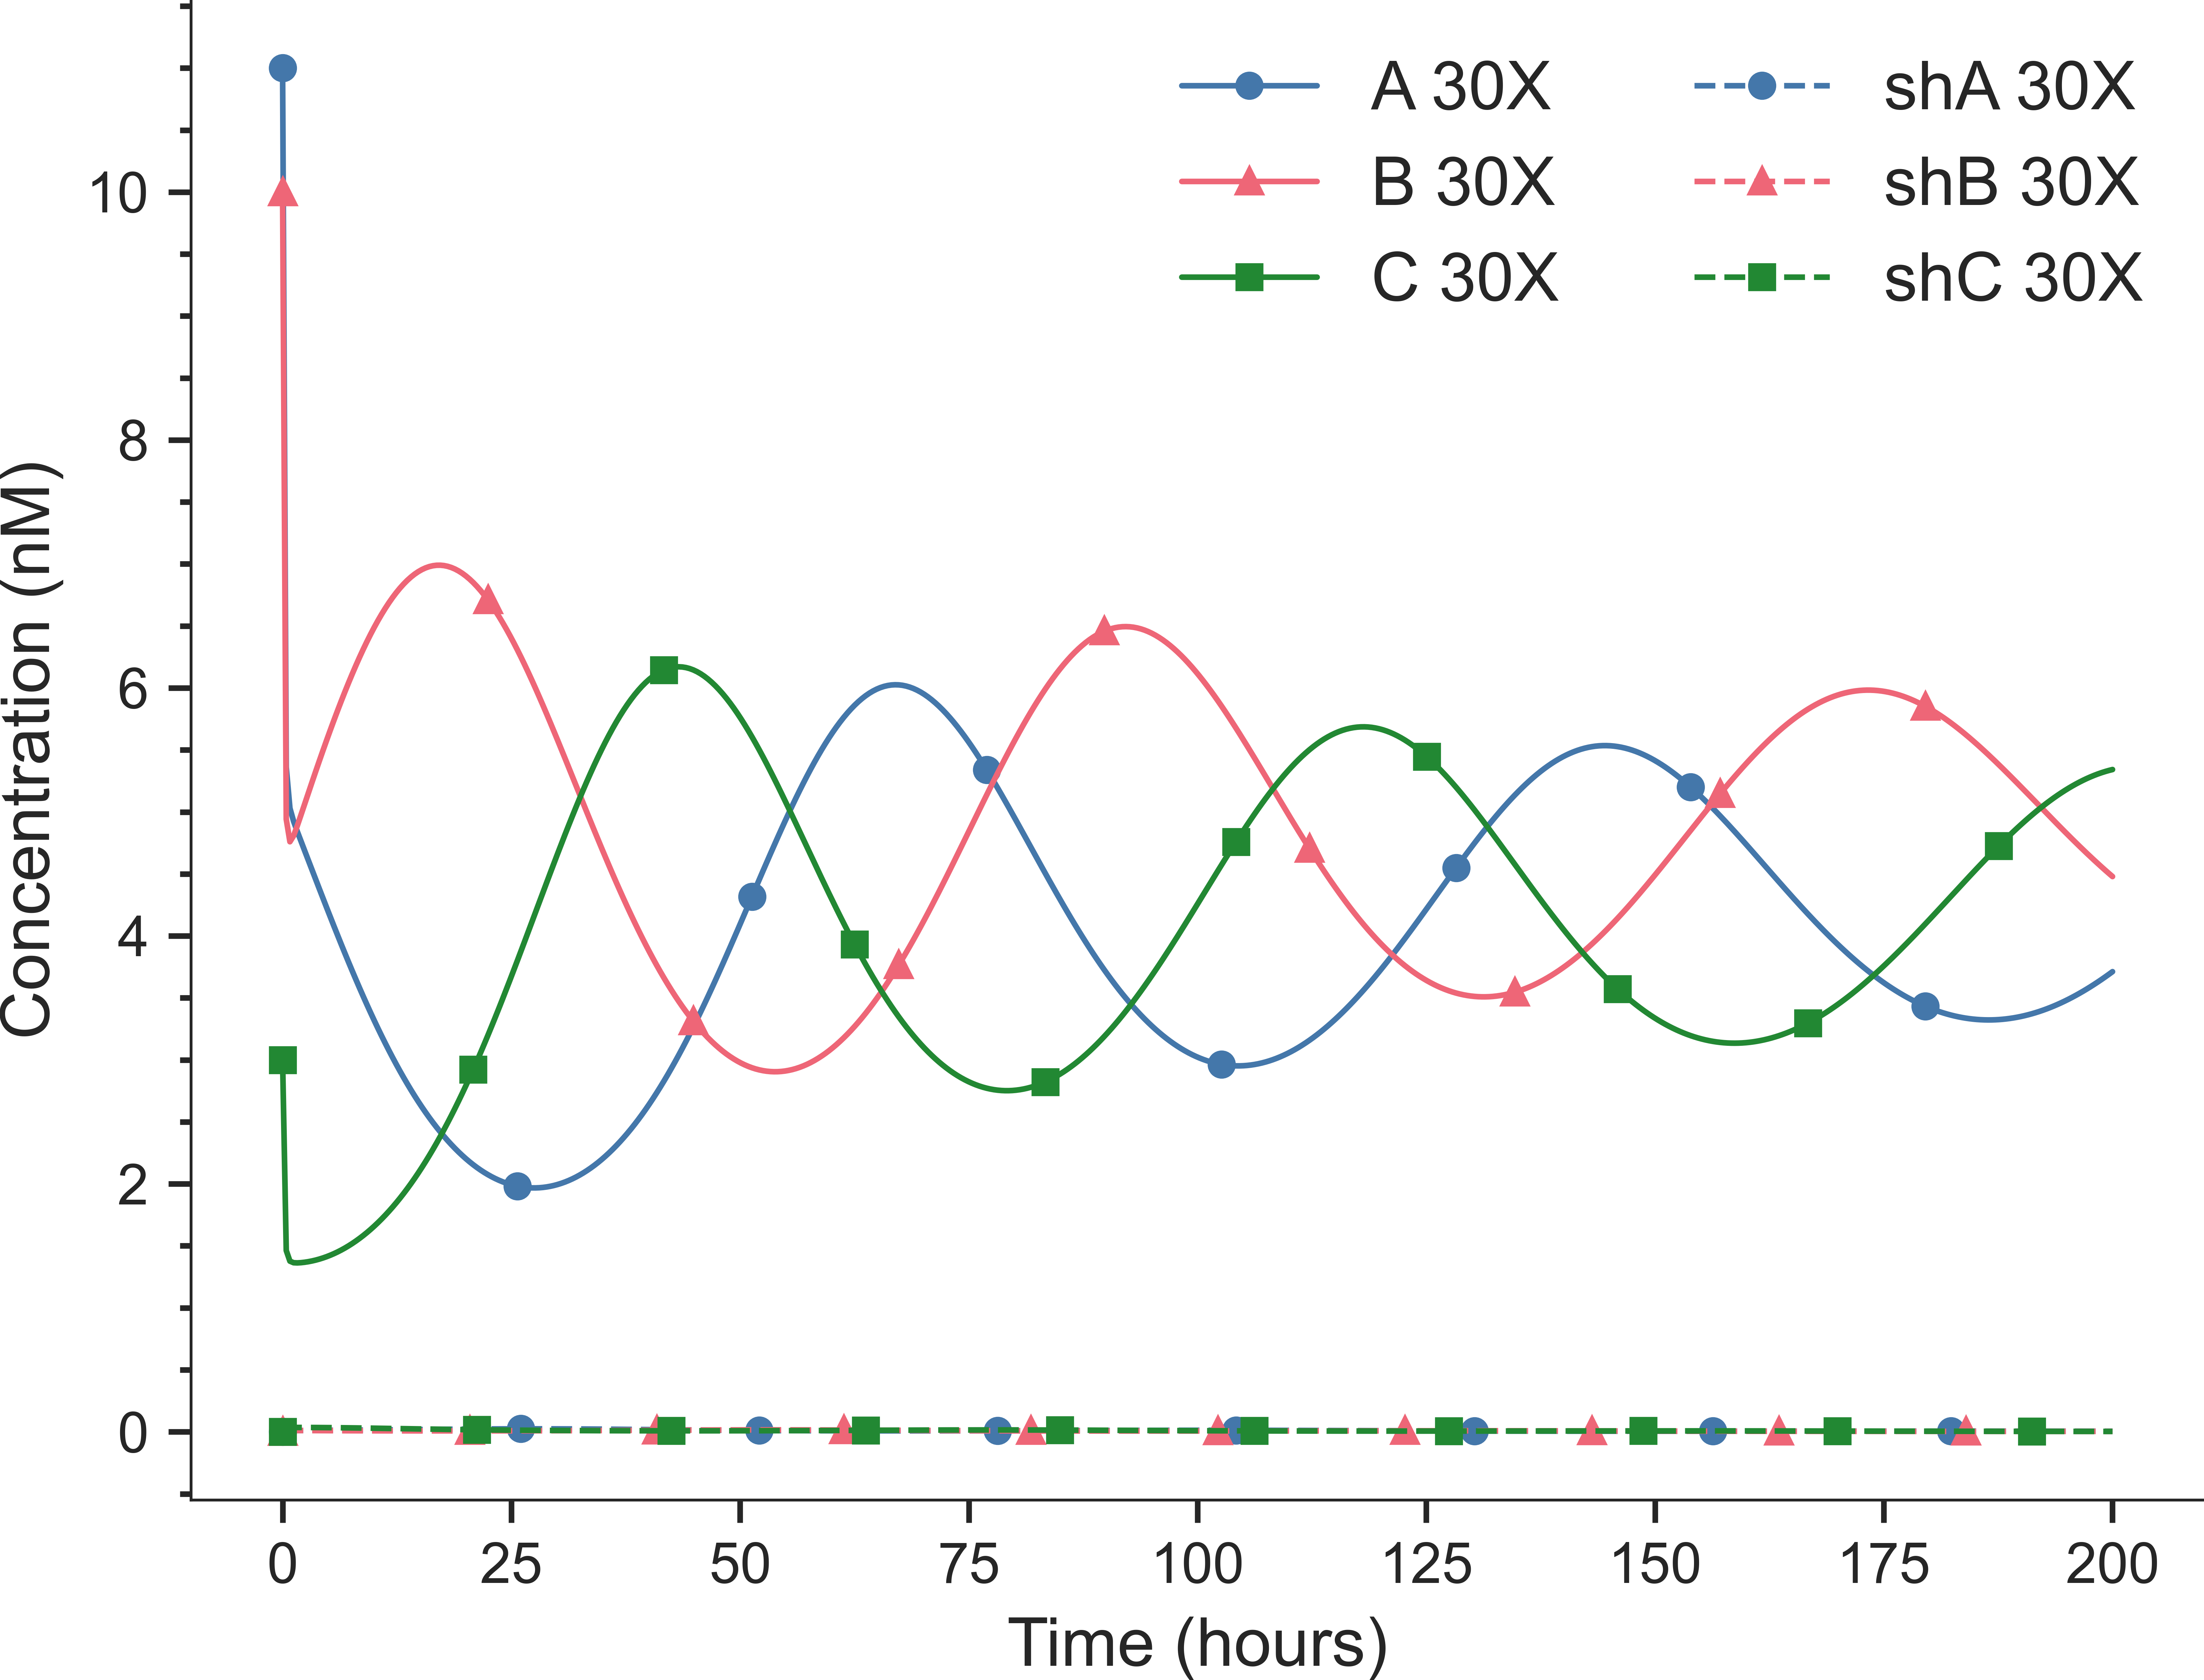 A 30X
B 30X
C 30X
shA 30X
shB 30X
shC 30X
Concentration (nM)
10
8
6
4
2
0
0 25 50 75 100 125 150 175 200
Time (hours)